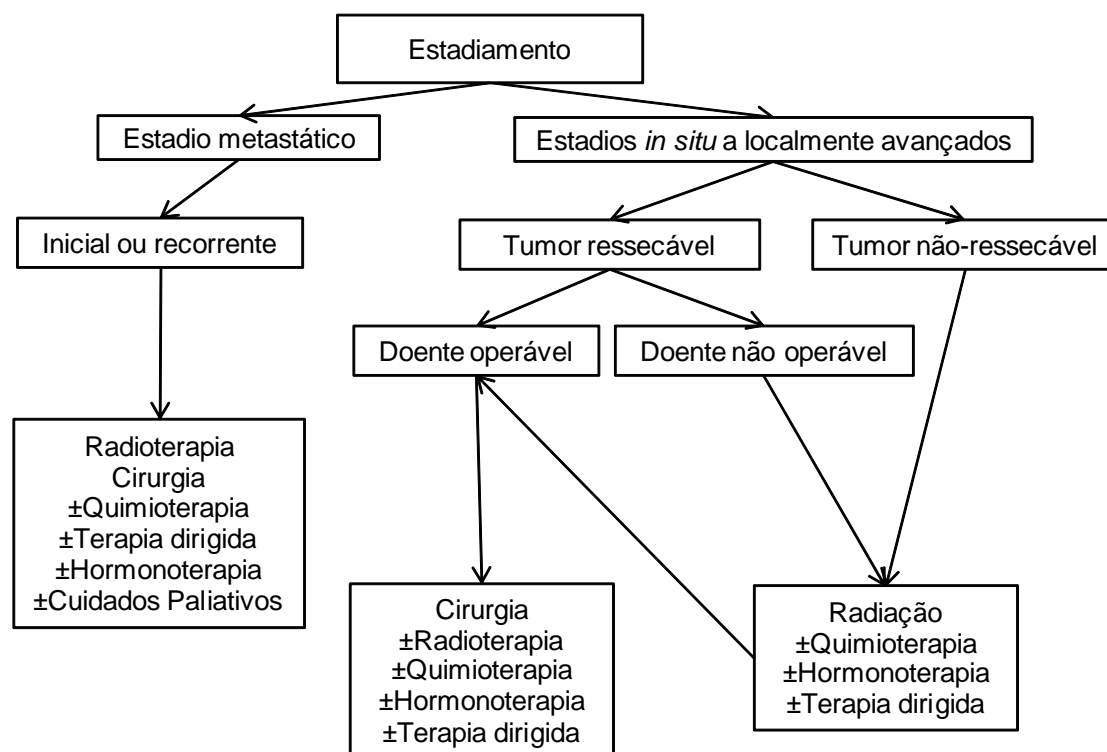 Estadiamento
Estadio metastático
Estadios in situ a localmente avançados
Inicial ou recorrente
Tumor ressecável
Tumor não-ressecável
Doente operável
Doente não operável
Radioterapia
Cirurgia
±Quimioterapia
±Terapia dirigida
±Hormonoterapia
±Cuidados Paliativos
Cirurgia
±Radioterapia
±Quimioterapia
±Hormonoterapia
±Terapia dirigida
Radiação
±Quimioterapia
±Hormonoterapia
±Terapia dirigida